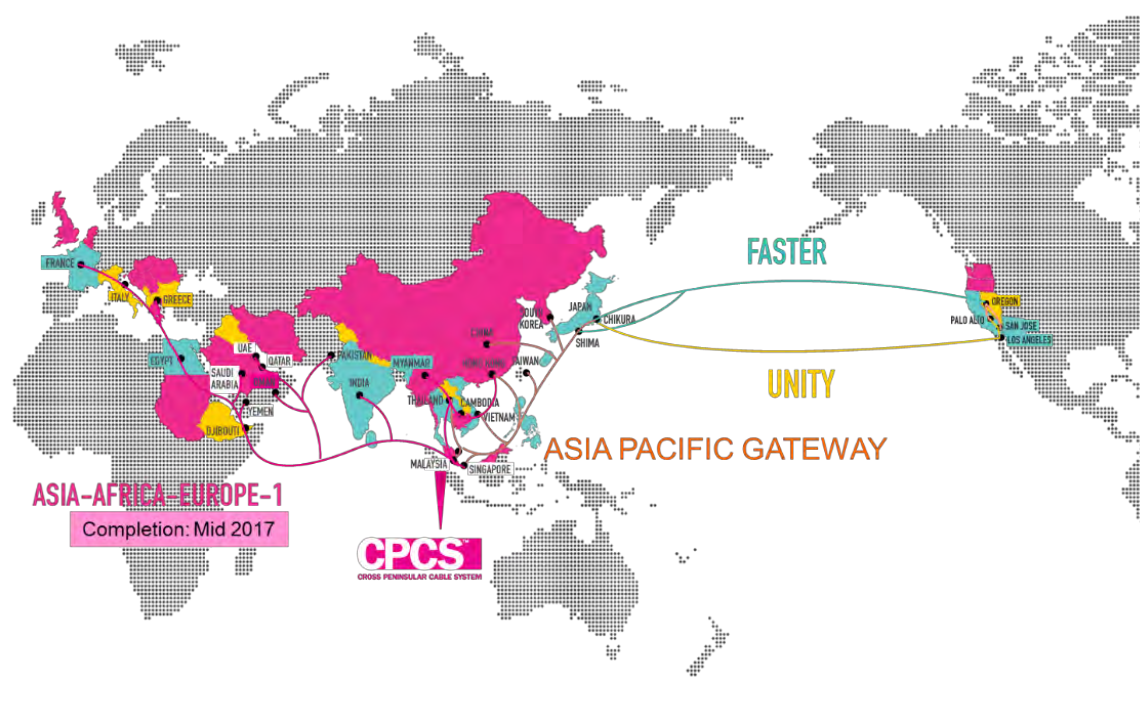 FASTER
FRANCE
ITALY
GREECE
OREGON
PALO ALTO
SAN JOSE
LOS ANGELES
SOUTH
KOREA
JAPAN
CHIKURA
SHIMA
CHINA
UAE
QATAR
PAKISTAN
EGYPT
SAUDI
ARABIA
MYANMAR
HONG KONG
TAIWAN
INDIA
UNITY
THAILAND
CAMBODIA
VIETNAM
YEMEN
DJIBOUTI
ASIA PACIFIC GATEWAY
MALAYSIA
SINGAPORE
ASIA-AFRICA-EUROPE-1
Completion: Mid 2017
CPCS™
CROSS PENINSULAR CABLE SYSTEM